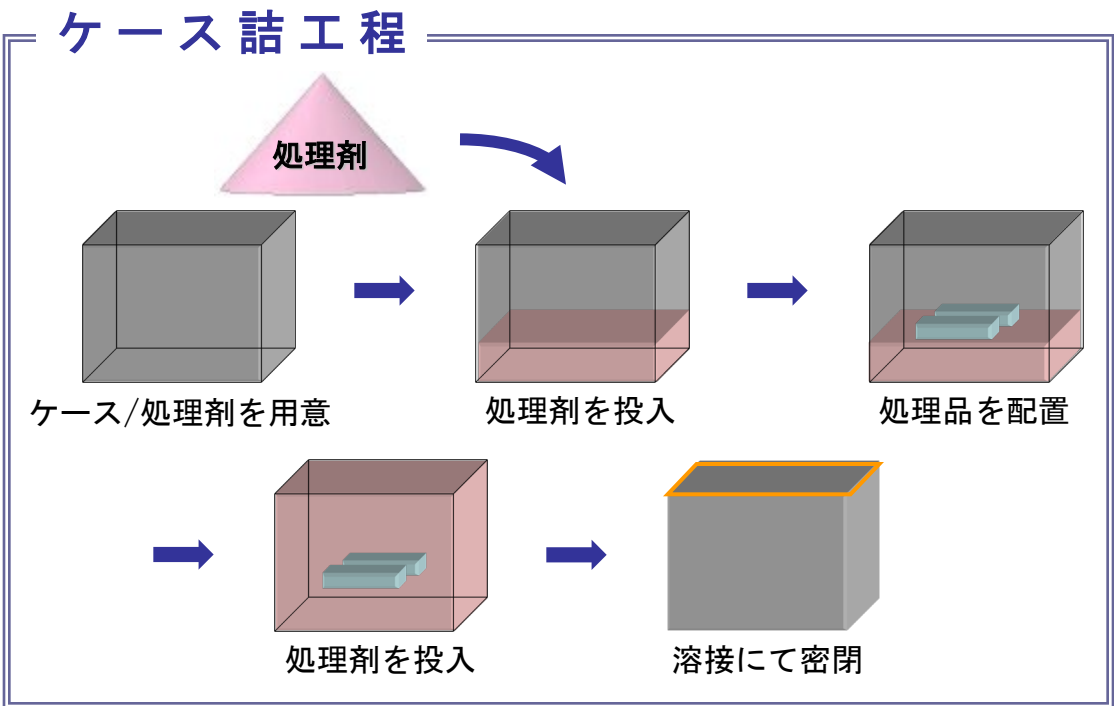 ケース詰工程
処理剤
ケース/処理剤を用意
処理剤を投入
処理品を配置
処理剤を投入
溶接にて密閉